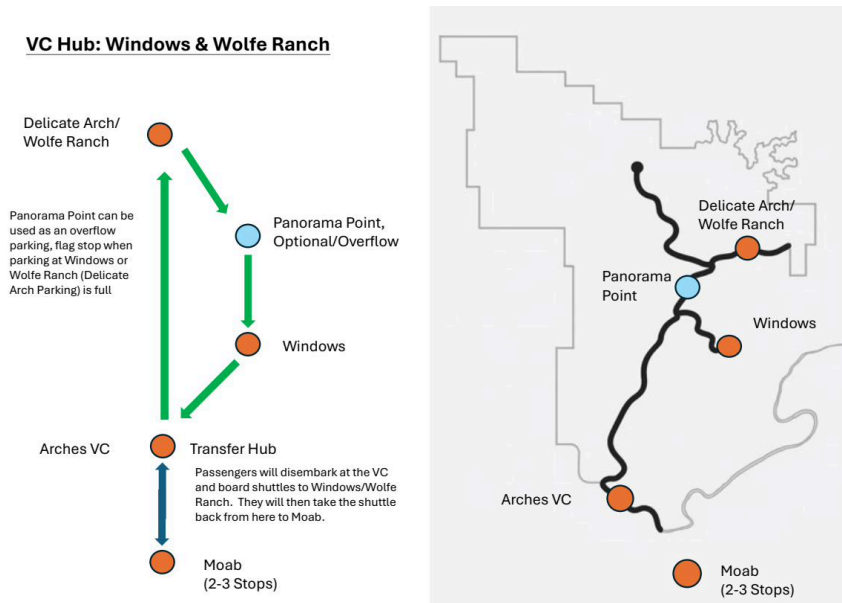 VC Hub: Windows & Wolfe Ranch
Delicate Arch/
Wolfe Ranch
Panorama Point can be
used as an overflow
parking, flag stop when
parking at Windows or
Wolfe Ranch (Delicate
Arch Parking) is full
Panorama Point,
Optional/Overflow
Windows
Arches VC
Transfer Hub
Passengers will disembark at the VC
and board shuttles to Windows/Wolfe
Ranch. They will then take the shuttle
back from here to Moab.
Moab
(2-3 Stops)
Delicate Arch/
Wolfe Ranch
Panorama
Point
Windows
Arches VC
Moab
(2-3 Stops)